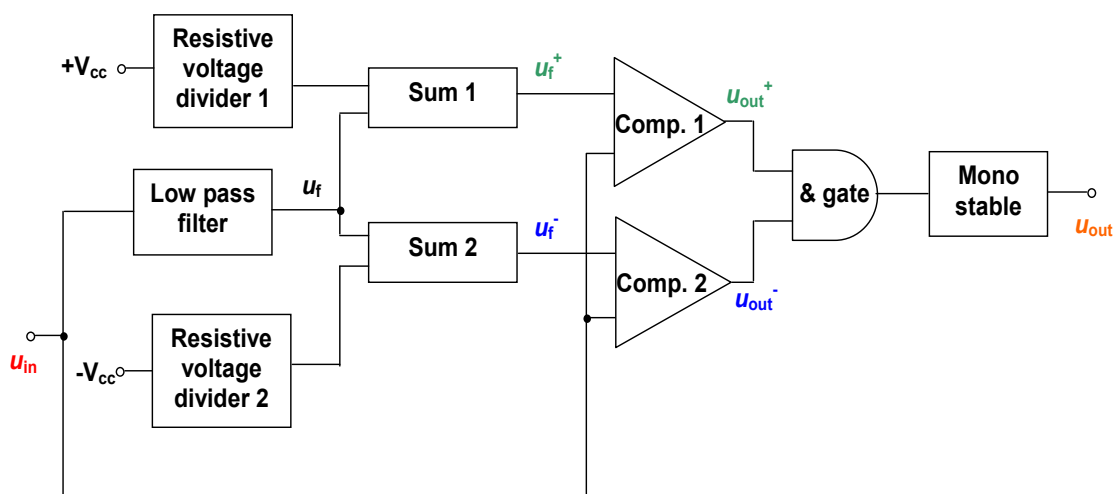 Resistive
voltage
divider 1
+Vcc
Sum 1
uf+
Comp. 1
uout+
Low pass
filter
uf
& gate
Mono
stable
uout
Sum 2
uf-
Comp. 2
uout-
uin
Resistive
voltage
divider 2
-Vcc